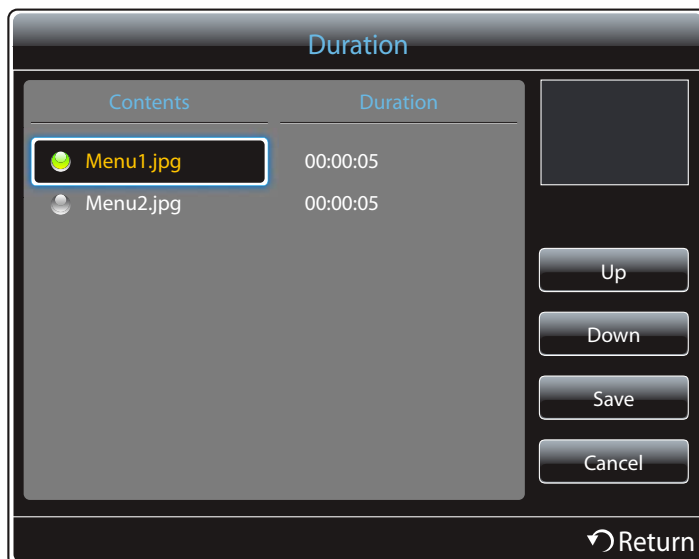 Duration
Contents Duration
Menu1.jpg 00:00:05
Menu2.jpg 00:00:05
Up
Down
Save
Cancel
Return